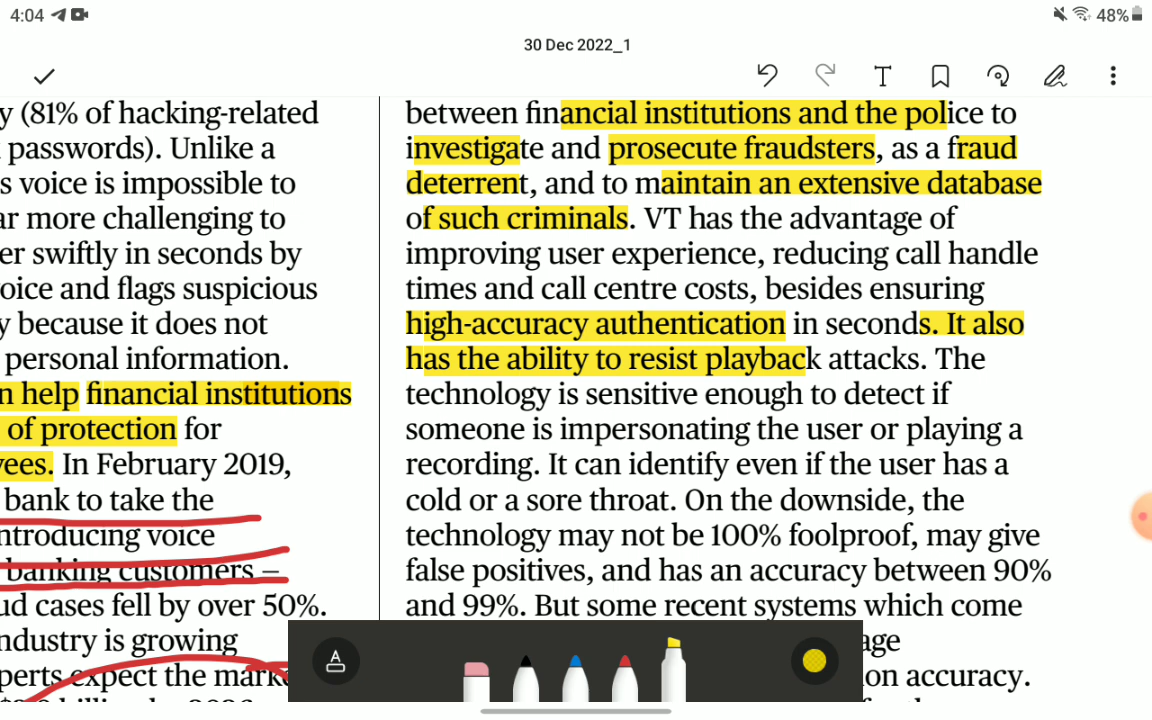 4:04
48%
30 Dec 2022_1
y (81% of hacking-related
passwords). Unlike a
s voice is impossible to
ar more challenging to
er swiftly in seconds by
oice and flags suspicious
y because it does not
personal information.
n help financial institutions
of protection for
yees. In February 2019,
bank to take the
ntroducing voice
banking customers –
ud cases fell by over 50%.
ndustry is growing
perts expect the marke
between financial institutions and the police to
investigate and prosecute fraudsters, as a fraud
deterrent, and to maintain an extensive database
of such criminals. VT has the advantage of
improving user experience, reducing call handle
times and call centre costs, besides ensuring
high-accuracy authentication in seconds. It also
has the ability to resist playback attacks. The
technology is sensitive enough to detect if
someone is impersonating the user or playing a
recording. It can identify even if the user has a
cold or a sore throat. On the downside, the
technology may not be 100% foolproof, may give
false positives, and has an accuracy between 90%
and 99%. But some recent systems which come
age
on accuracy.